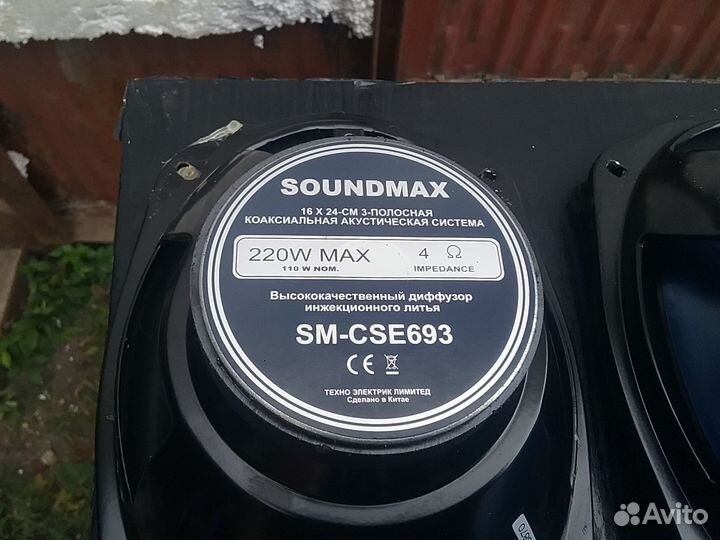 SOUNDMAX
16 X 24-СМ 3-ПОЛОСНАЯ
КОАКСИАЛЬНАЯ АКУСТИЧЕСКАЯ СИСТЕМА
220W MAX 4 Ω
110 W NOM. IMPEDANCE
Высококачественный диффузор
инжекционного литья
SM-CSE693
CE
ТЕХНО ЭЛЕКТРИК ЛИМИТЕД
Сделано в Китае
Avito